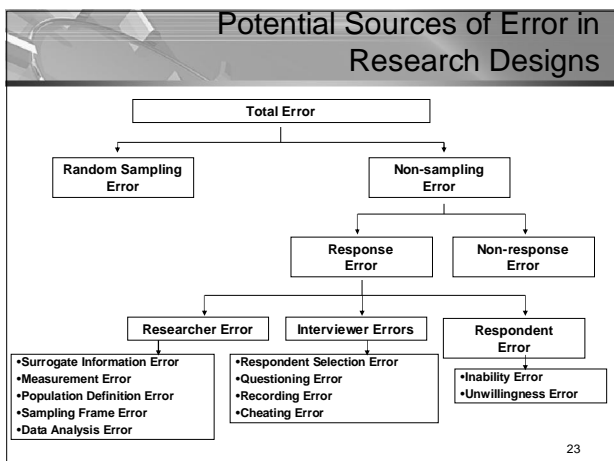 Potential Sources of Error in
Research Designs
Total Error
Random Sampling
Error
Non-sampling
Error
Response
Error
Non-response
Error
Researcher Error
Interviewer Errors
Respondent
Error
•Surrogate Information Error
•Measurement Error
•Population Definition Error
•Sampling Frame Error
•Data Analysis Error
•Respondent Selection Error
•Questioning Error
•Recording Error
•Cheating Error
•Inability Error
•Unwillingness Error
23